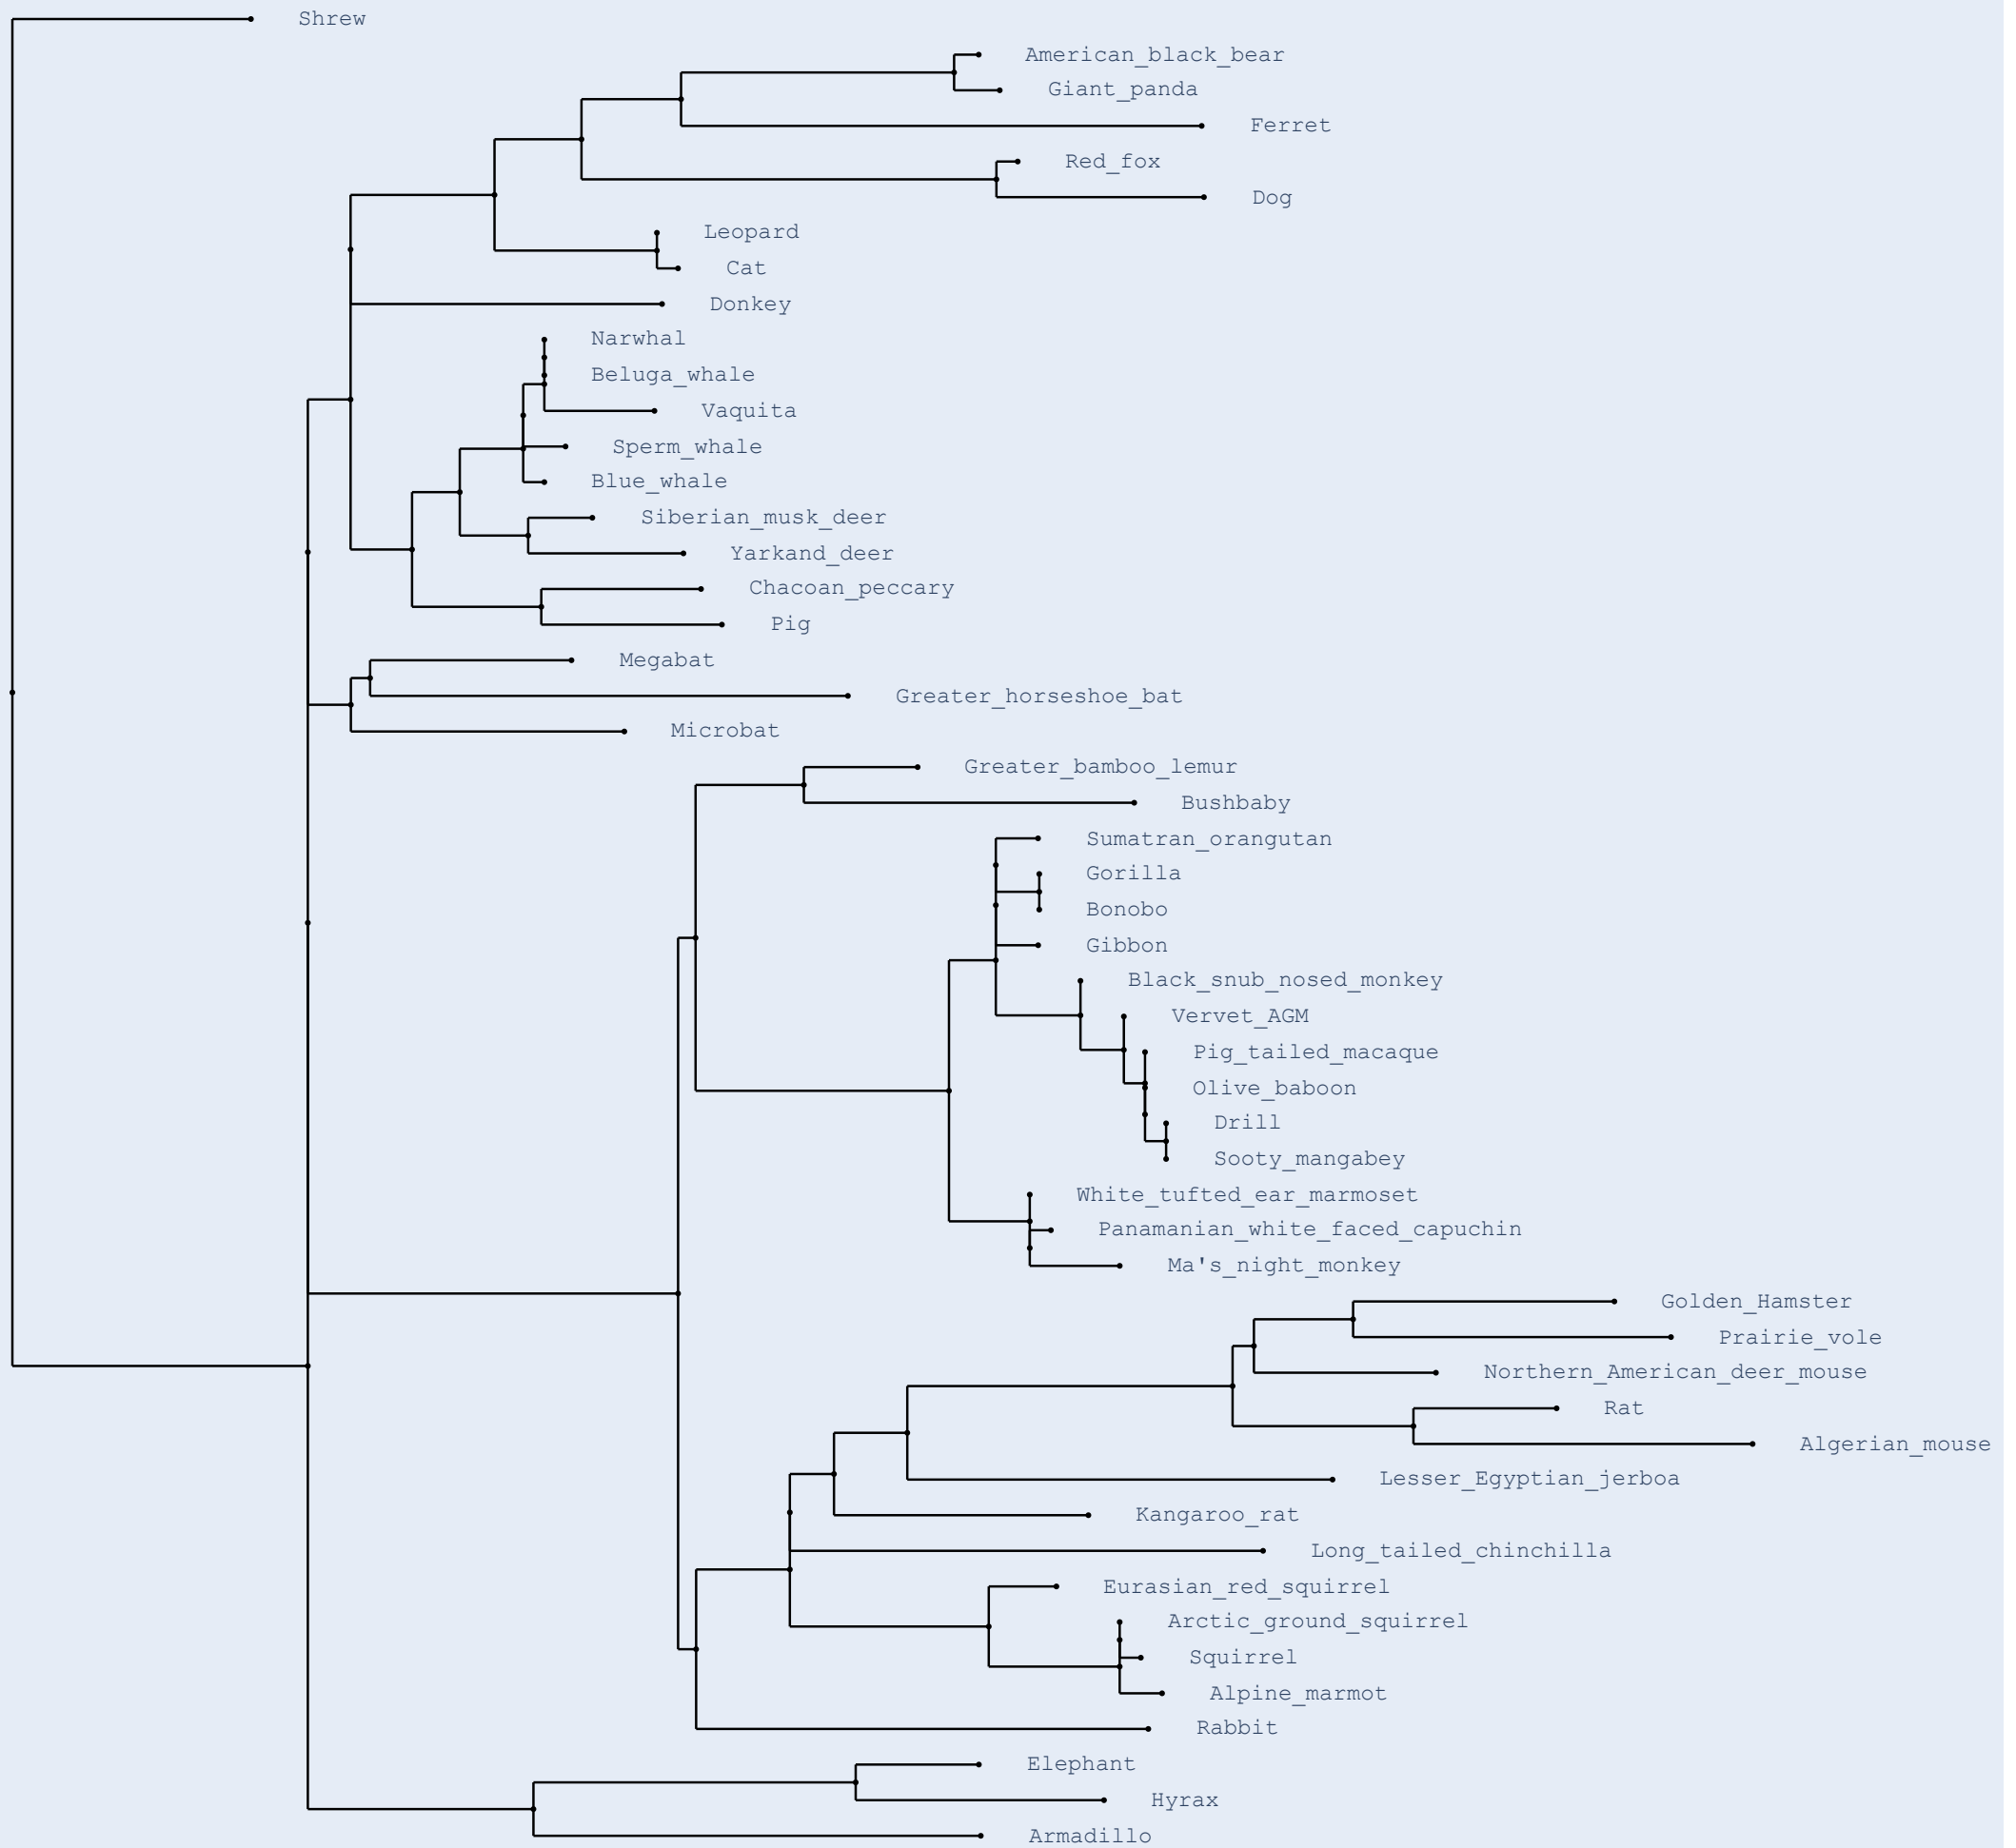 Shrew
American_black_bear
Giant_panda
Ferret
Red_fox
Dog
Leopard
Cat
Donkey
Narwhal
Beluga_whale
Vaquita
Sperm_whale
Blue_whale
Siberian_musk_deer
Yarkand_deer
Chacoan_peccary
Pig
Megabat
Greater_horseshoe_bat
Microbat
Greater_bamboo_lemur
Bushbaby
Sumatran_orangutan
Gorilla
Bonobo
Gibbon
Black_snub_nosed_monkey
Vervet_AGM
Pig_tailed_macaque
Olive_baboon
Drill
Sooty_mangabey
White_tufted_ear_marmoset
Panamanian_white_faced_capuchin
Ma's_night_monkey
Golden_Hamster
Prairie_vole
Northern_American_deer_mouse
Rat
Algerian_mouse
Lesser_Egyptian_jerboa
Kangaroo_rat
Long_tailed_chinchilla
Eurasian_red_squirrel
Arctic_ground_squirrel
Squirrel
Alpine_marmot
Rabbit
Elephant
Hyrax
Armadillo